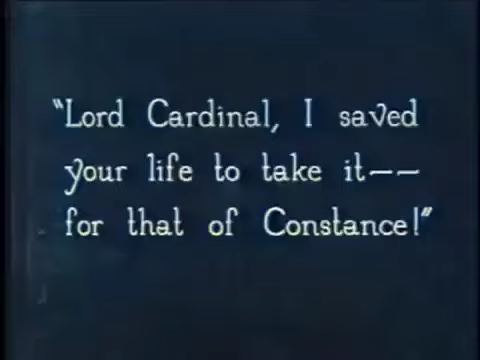 "Lord Cardinal, I saved
your life to take it——
for that of Constance!"